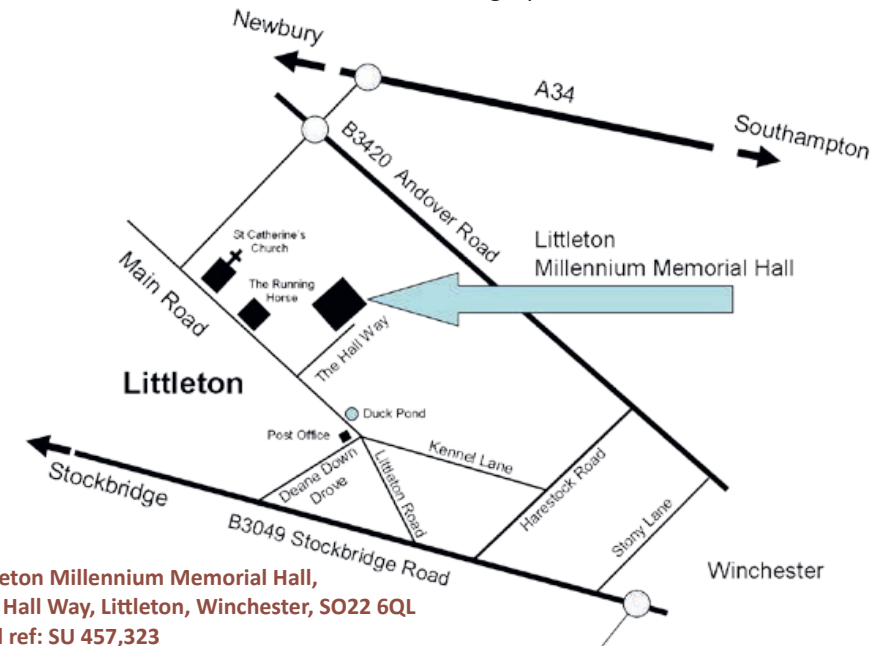 Newbury
A34
Southampton
B3420 Andover Road
St Catherine's
Church
Littleton
Millennium Memorial Hall
The Running
Horse
Main Road
The Hall Way
Littleton
Duck Pond
Post Office
Kennel Lane
Deane Down
Drove
Littleton Road
Harestock Road
Stockbridge
Stony Lane
B3049 Stockbridge Road
Winchester
eton Millennium Memorial Hall,
Hall Way, Littleton, Winchester, SO22 6QL
ref: SU 457,323